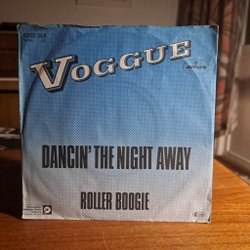 VOGGUE
DANCIN' THE NIGHT AWAY
ROLLER BOOGIE